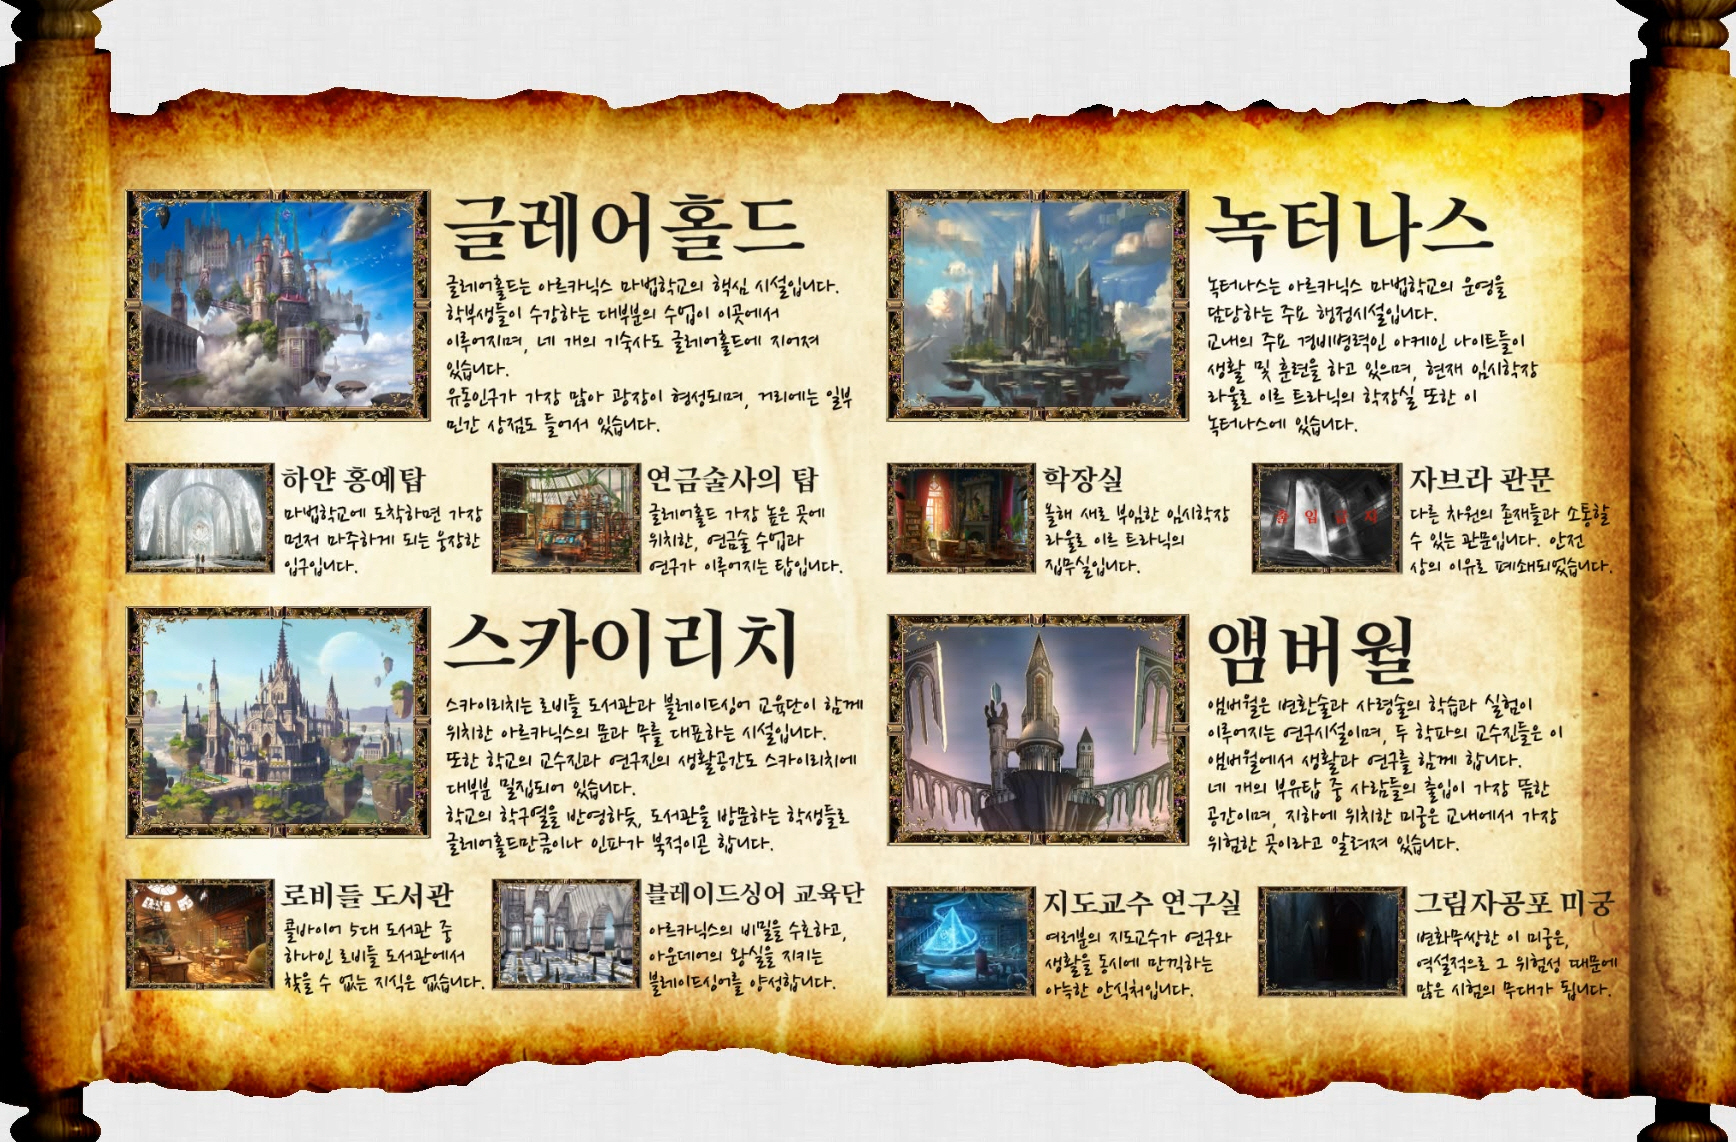 글레어홀드
글레어홀드는 아르카닉스 마법학교의 핵심 시설입니다.
학부생들이 수강하는 대부분의 수업이 이곳에서
이루어지며, 네 개의 기숙사도 글레어홀드에 지어져
있습니다.
유동인구가 가장 많아 광장이 형성되며, 거리에는 일부
민간 상점도 들어서 있습니다.
하얀 홍예탑
마법학교에 도착하면 가장
먼저 마주하게 되는 웅장한
입구입니다.
연금술사의 탑
글레어홀드 가장 높은 곳에
위치한, 연금술 수업과
연구가 이루어지는 탑입니다.
녹터나스
녹터나스는 아르카닉스 마법학교의 운영을
담당하는 주요 행정시설입니다.
교내의 주요 경비병력인 아케인 나이트들이
생활 및 훈련을 하고 있으며, 현재 임시학장
라울로 이르 트라닉의 학장실 또한 이
녹터나스에 있습니다.
학장실
올해 새로 부임한 임시학장
라울로 이르 트라닉의
집무실입니다.
자브라 관문
출 입 금 지
다른 차원의 존재들과 소통할
수 있는 관문입니다. 안전
상의 이유로 폐쇄되었습니다.
스카이리치
스카이리치는 로비들 도서관과 블레이드싱어 교육단이 함께
위치한 아르카닉스의 문과 무를 대표하는 시설입니다.
또한 학교의 교수진과 연구진의 생활공간도 스카이리치에
대부분 밀집되어 있습니다.
학교의 학구열을 반영하듯, 도서관을 방문하는 학생들로
글레어홀드만큼이나 인파가 북적이곤 합니다.
로비들 도서관
콜바이어 5대 도서관 중
하나인 로비들 도서관에서
찾을 수 없는 지식은 없습니다.
블레이드싱어 교육단
아르카닉스의 비밀을 수호하고,
아운데어의 왕실을 지키는
블레이드싱어를 양성합니다.
앰버월
앰버월은 변환술과 사령술의 학습과 실험이
이루어지는 연구시설이며, 두 학파의 교수진들은 이
앰버월에서 생활과 연구를 함께 합니다.
네 개의 부유탑 중 사람들의 출입이 가장 뜸한
공간이며, 지하에 위치한 미궁은 교내에서 가장
위험한 곳이라고 알려져 있습니다.
지도교수 연구실
여러분의 지도교수가 연구와
생활을 동시에 만끽하는
아늑한 안식처입니다.
그림자공포 미궁
변화무쌍한 이 미궁은,
역설적으로 그 위험성 때문에
많은 시험의 무대가 됩니다.